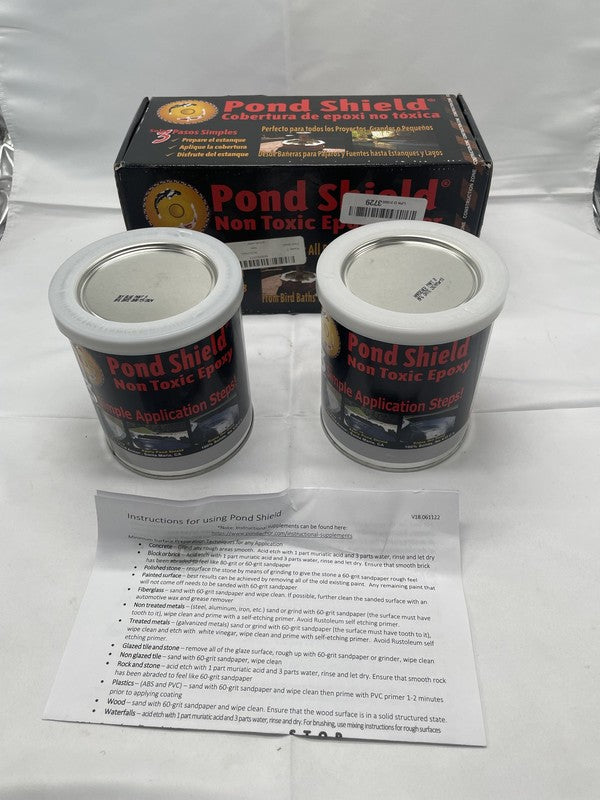 Pond Shield®
Cobertura de epoxi no tóxica
3 Pasos Simples
Prepare el estanque
Aplique la cobertura
Disfrute del estanque
Perfecto para todos los Proyectos, Grandes o Pequeños
Desde Bañeras para Pájaros y Fuentes hasta Estanques y Lagos
Pond Shield®
Non Toxic Epoxy
3729
All
From Bird Baths
CONSTRUCTION ZONE
Pond Shield
Non Toxic Epoxy
Simple Application Steps!
Santa Maria, CA
Pond Shield
Non Toxic Epoxy
Simple Application Steps!
Santa Maria, CA
Instructions for using Pond Shield
V18.061122
*Note: Instructional supplements can be found here:
https://www.pondarmor.com/instructional-supplements
Minimum Surface Preparation Techniques for any Application
• Concrete – Grind any rough areas smooth. Acid etch with 1 part muriatic acid and 3 parts water, rinse and let dry
• Block or brick – Acid etch with 1 part muriatic acid and 3 parts water, rinse and let dry. Ensure that smooth brick
has been abraded to feel like 60-grit or 60-grit sandpaper
• Polished stone – resurface the stone by means of grinding to give the stone a 60-grit sandpaper rough feel
• Painted surface – best results can be achieved by removing all of the old existing paint. Any remaining paint that
will not come off needs to be sanded with 60-grit sandpaper
• Fiberglass – sand with 60-grit sandpaper and wipe clean. If possible, further clean the sanded surface with an
automotive wax and grease remover
• Non treated metals – (steel, aluminum, iron, etc.) sand or grind with 60-grit sandpaper (the surface must have
tooth to it), wipe clean and prime with a self-etching primer. Avoid Rustoleum self etching primer.
• Treated metals – (galvanized metals) sand or grind with 60-grit sandpaper (the surface must have tooth to it),
wipe clean and etch with white vinegar, wipe clean and prime with self-etching primer. Avoid Rustoleum self
etching primer.
• Glazed tile and stone – remove all of the glaze surface, rough up with 60-grit sandpaper or grinder, wipe clean
• Non glazed tile – sand with 60-grit sandpaper, wipe clean
• Rock and stone – acid etch with 1 part muriatic acid and 3 parts water, rinse and let dry. Ensure that smooth rock
has been abraded to feel like 60-grit sandpaper
• Plastics – (ABS and PVC) – sand with 60-grit sandpaper and wipe clean then prime with PVC primer 1-2 minutes
prior to applying coating
• Wood – sand with 60-grit sandpaper and wipe clean. Ensure that the wood surface is in a solid structured state.
• Waterfalls – acid etch with 1 part muriatic acid and 3 parts water, rinse and dry. For brushing, use mixing instructions for rough surfaces
STOP